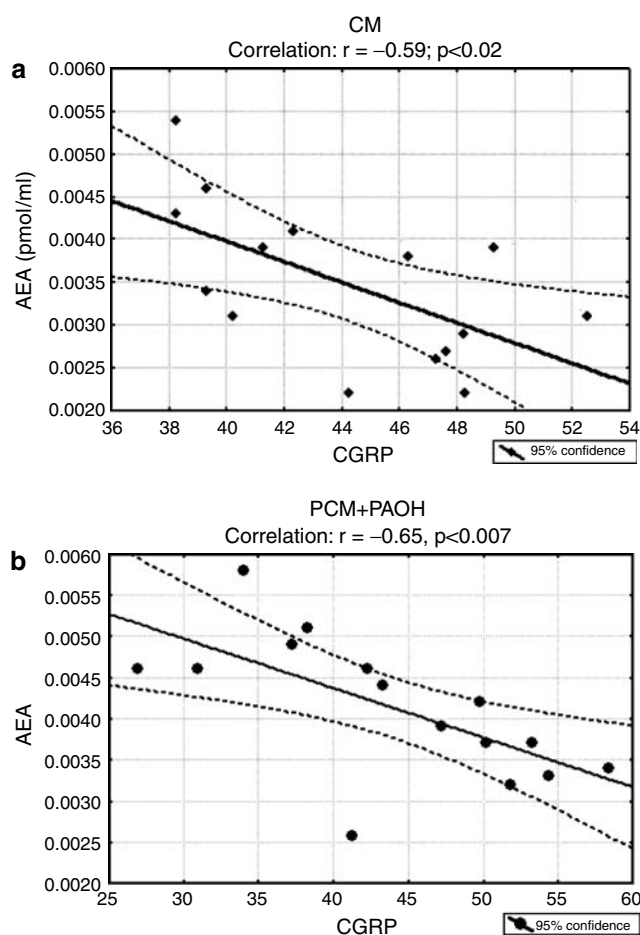 CM
Correlation: r = −0.59; p<0.02
a
0.0060
0.0055
0.0050
0.0045
0.0040
0.0035
0.0030
0.0025
0.0020
AEA (pmol/ml)
36 38 40 42 44 46 48 50 52 54
CGRP
95% confidence
PCM+PAOH
Correlation: r = −0.65, p<0.007
b
0.0060
0.0055
0.0050
0.0045
0.0040
0.0035
0.0030
0.0025
0.0020
AEA
25 30 35 40 45 50 55 60
CGRP
95% confidence